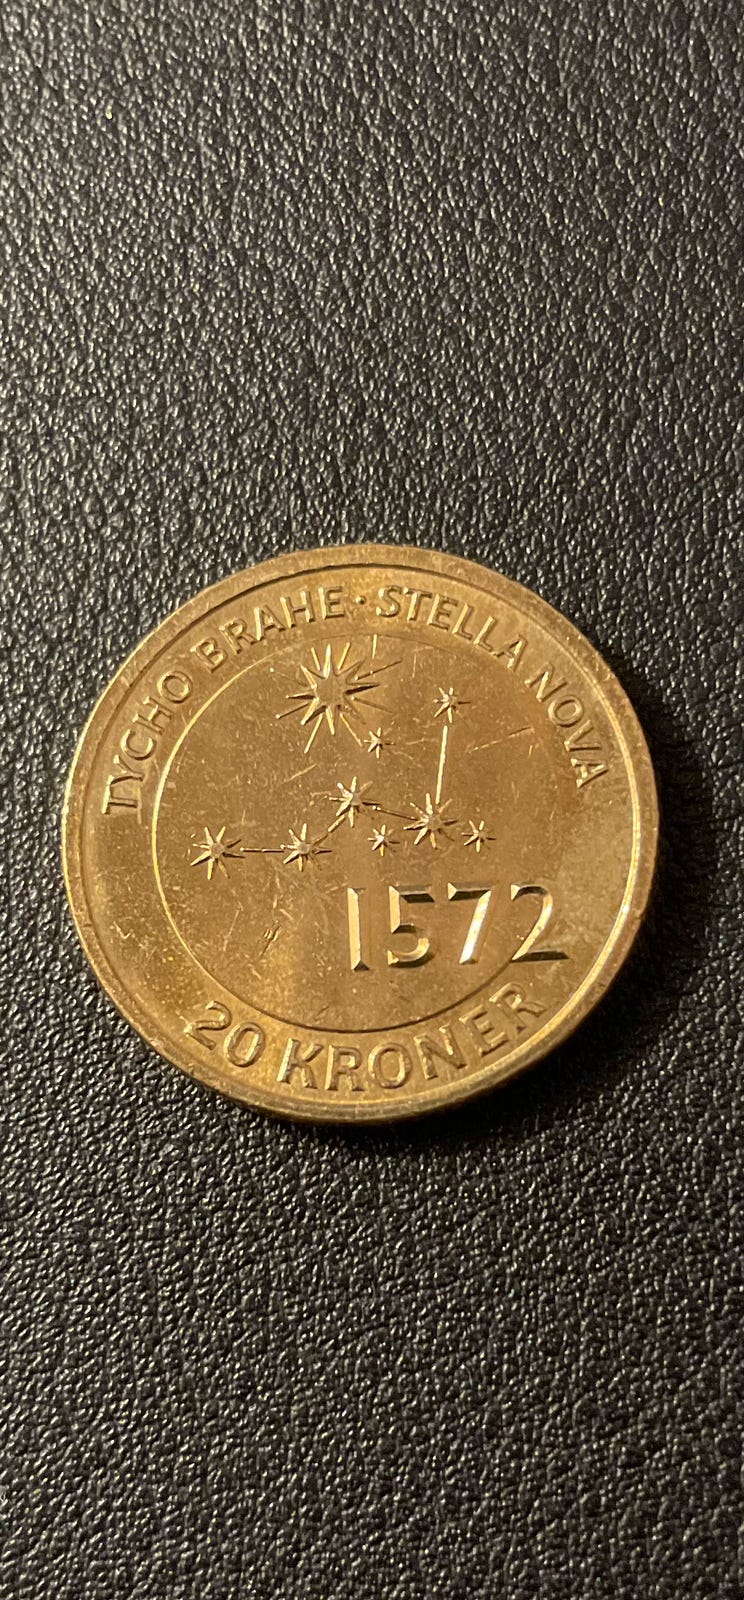 TYCHO BRAHE · STELLA NOVA
1572
20 KRONER